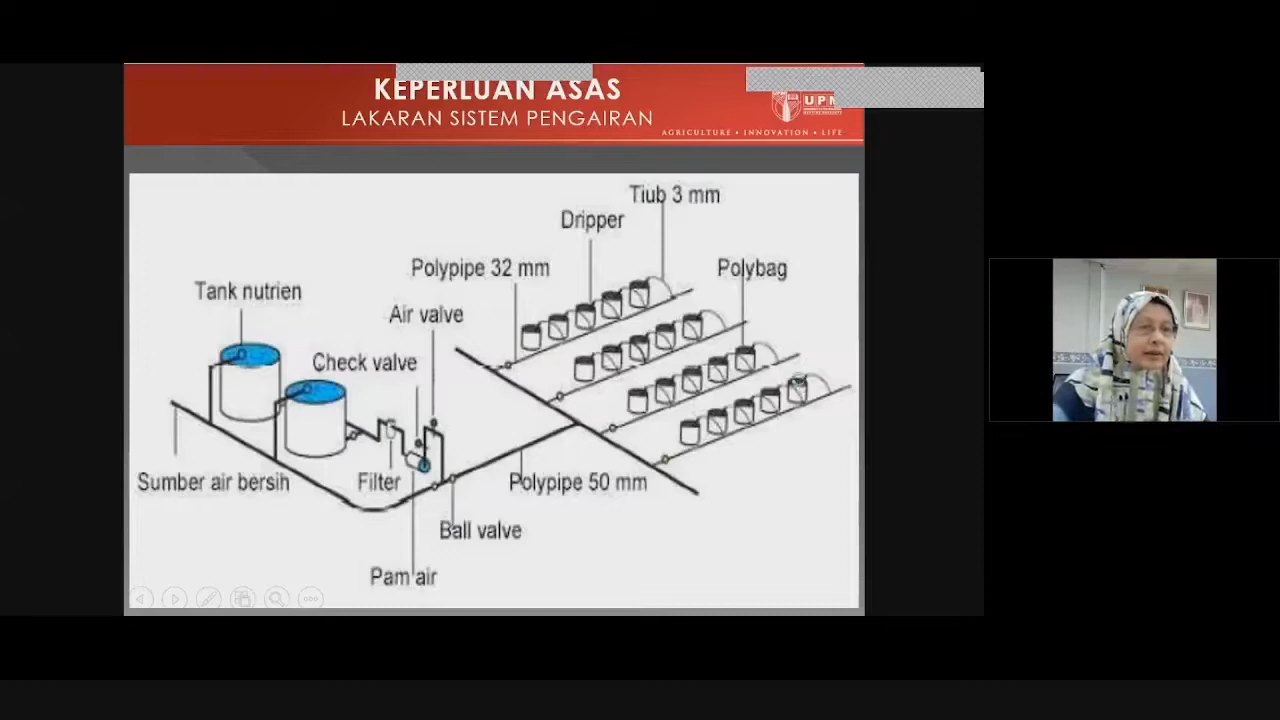 KEPERLUAN ASAS
LAKARAN SISTEM PENGAIRAN
UPM
AGRICULTURE • INNOVATION • LIFE
Tiub 3 mm
Dripper
Polypipe 32 mm
Polybag
Tank nutrien
Air valve
Check valve
Sumber air bersih
Filter
Polypipe 50 mm
Ball valve
Pam air